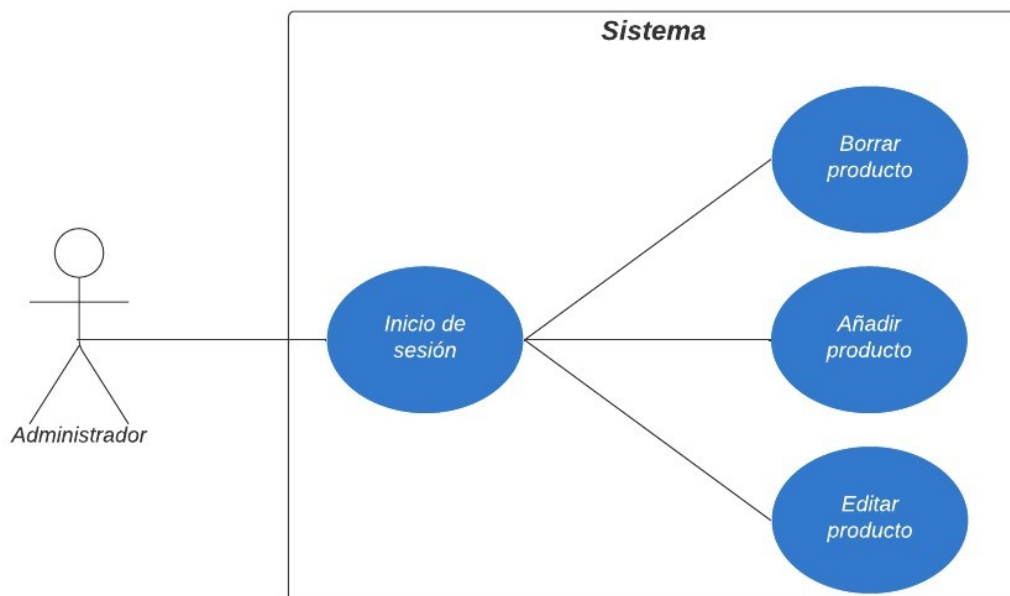 Sistema
Borrar
producto
Inicio de
sesión
Añadir
producto
Administrador
Editar
producto